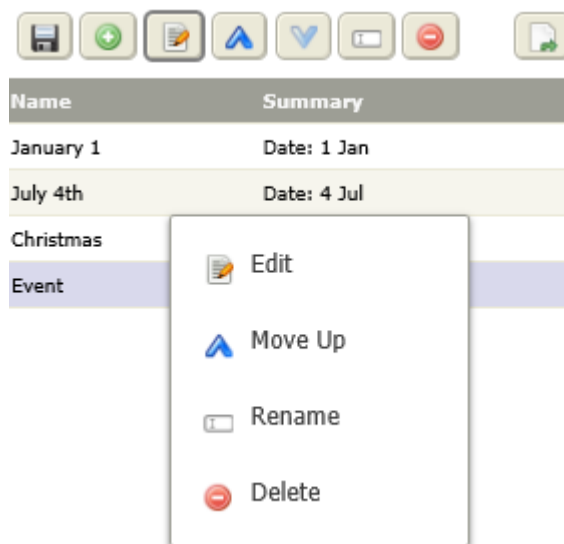 Name Summary
January 1 Date: 1 Jan
July 4th Date: 4 Jul
Christmas
Event
Edit
Move Up
Rename
Delete